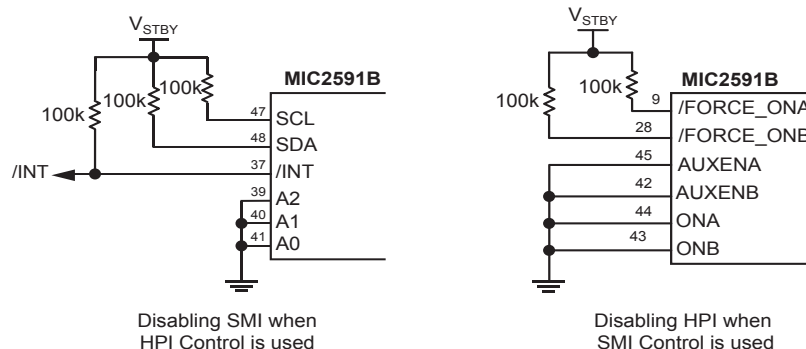 V_STBY
MIC2591B
100k 100k 100k
47 SCL
48 SDA
/INT 37 /INT
39 A2
40 A1
41 A0
Disabling SMI when
HPI Control is used
V_STBY
MIC2591B
100k 100k
9 /FORCE_ONA
28 /FORCE_ONB
45 AUXENA
42 AUXENB
44 ONA
43 ONB
Disabling HPI when
SMI Control is used